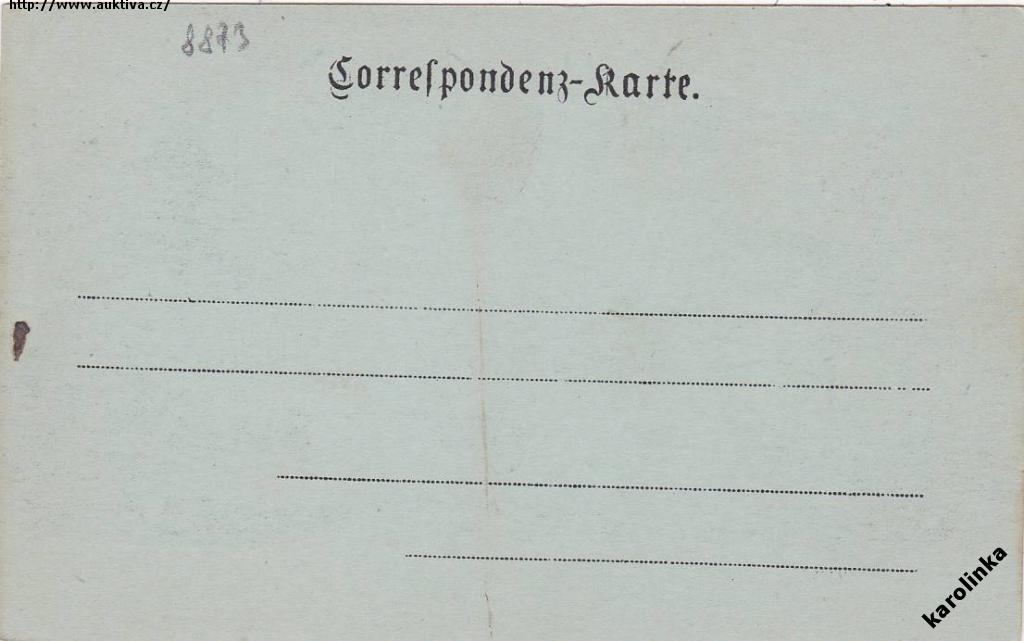 http://www.auktiva.cz/
8873
Correſpondenz-Karte.
karolinka